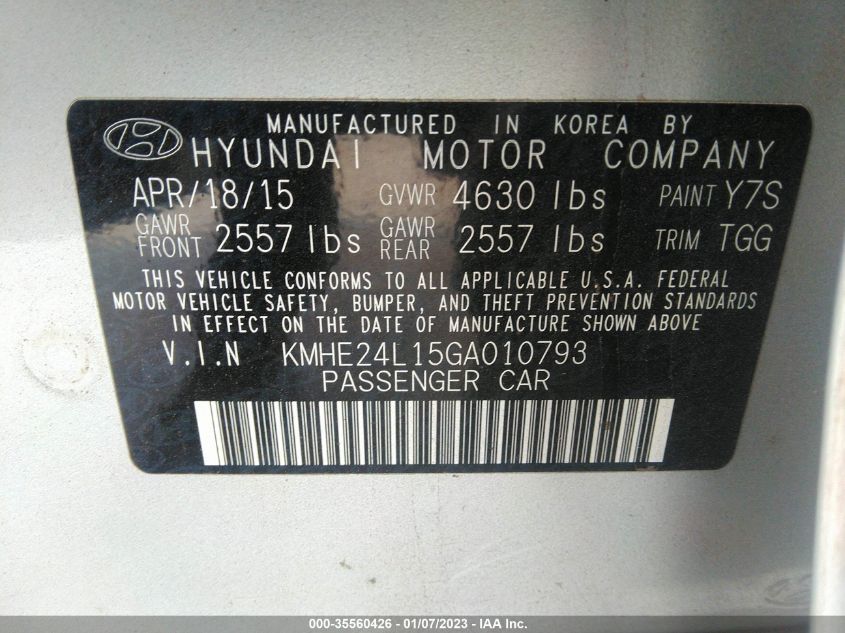 MANUFACTURED IN KOREA BY
HYUNDAI MOTOR COMPANY
APR/18/15 GVWR 4630 lbs PAINT Y7S
GAWR FRONT 2557 lbs GAWR REAR 2557 lbs TRIM TGG
THIS VEHICLE CONFORMS TO ALL APPLICABLE U.S.A. FEDERAL
MOTOR VEHICLE SAFETY, BUMPER, AND THEFT PREVENTION STANDARDS
IN EFFECT ON THE DATE OF MANUFACTURE SHOWN ABOVE
V.I.N KMHE24L15GA010793
PASSENGER CAR
000-35560426 - 01/07/2023 - IAA Inc.